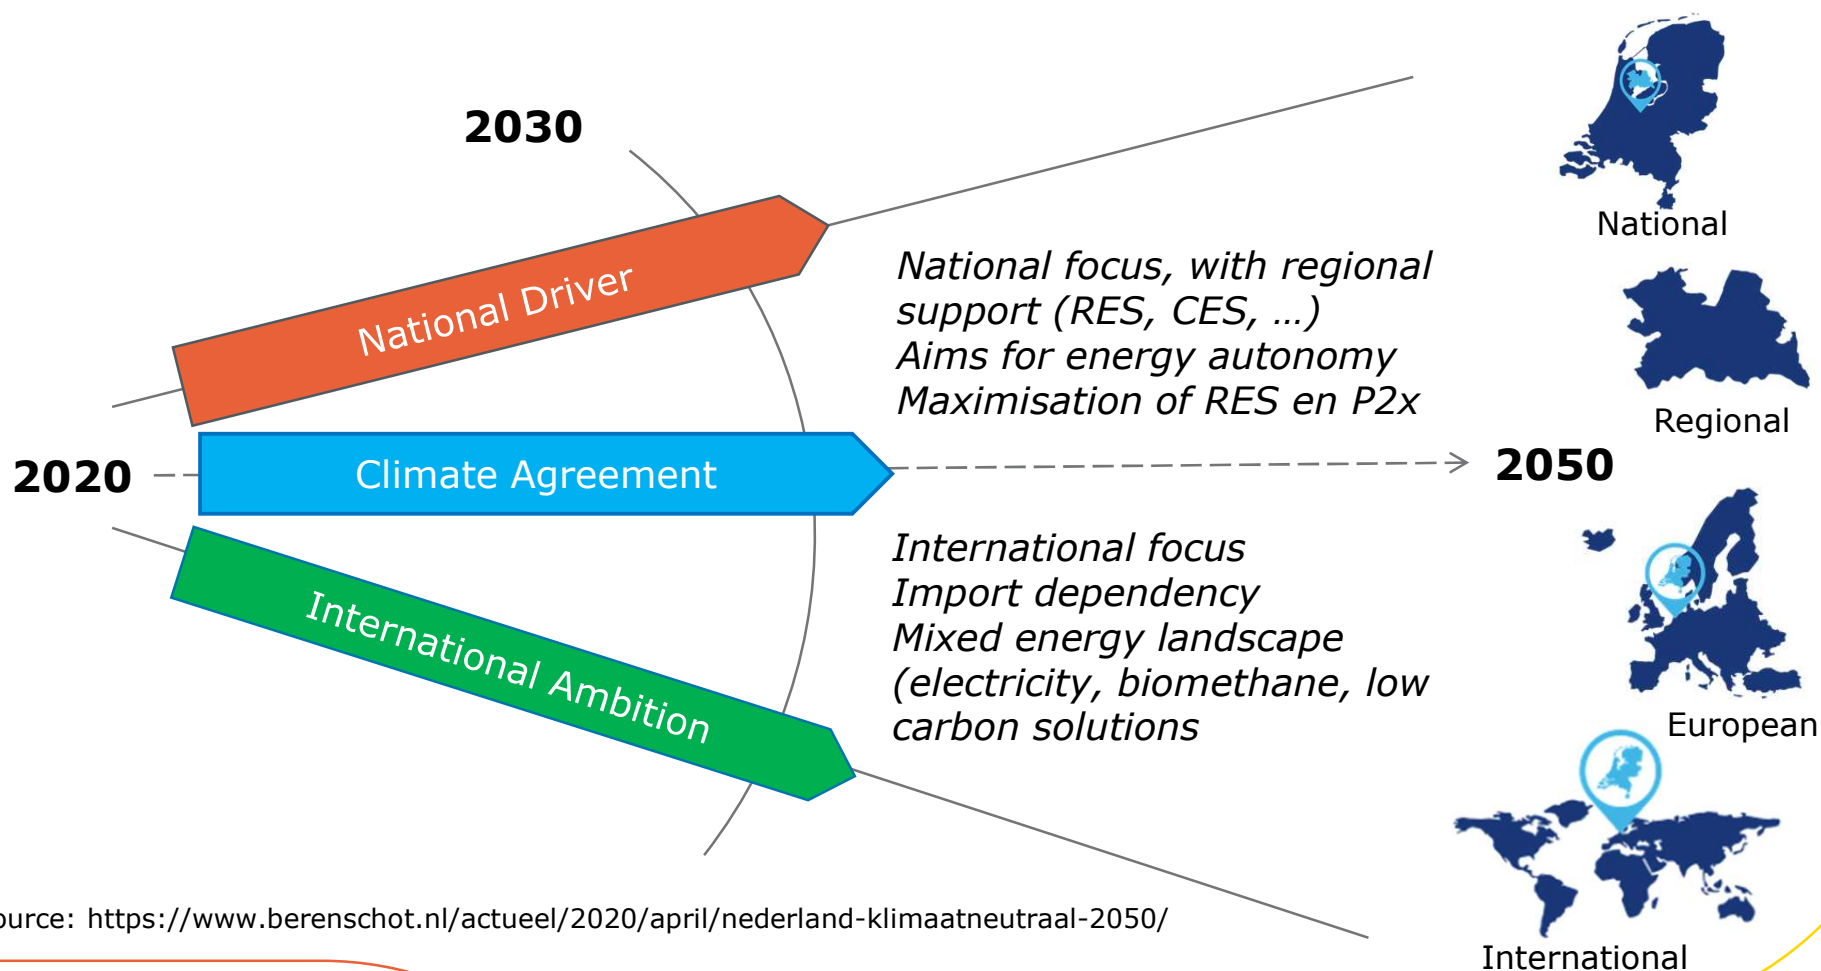 2030
National Driver
2020
Climate Agreement
International Ambition
National focus, with regional
support (RES, CES, …)
Aims for energy autonomy
Maximisation of RES en P2x
2050
International focus
Import dependency
Mixed energy landscape
(electricity, biomethane, low
carbon solutions
National
Regional
European
International
ource: https://www.berenschot.nl/actueel/2020/april/nederland-klimaatneutraal-2050/